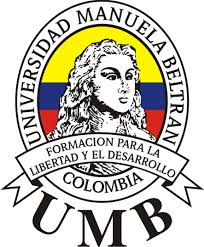 UNIVERSIDAD MANUELA BELTRAN
FORMACION PARA LA
LIBERTAD Y EL DESARROLLO
COLOMBIA
UMB